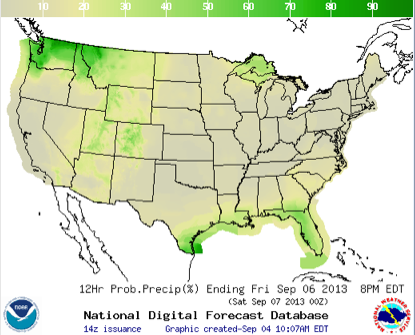 10 20 30 40 50 60 70 80 90
12Hr Prob.Precip(%) Ending Fri Sep 06 2013 8PM EDT
(Sat Sep 07 2013 00Z)
National Digital Forecast Database
14z issuance Graphic created-Sep 04 10:07AM EDT
noaa